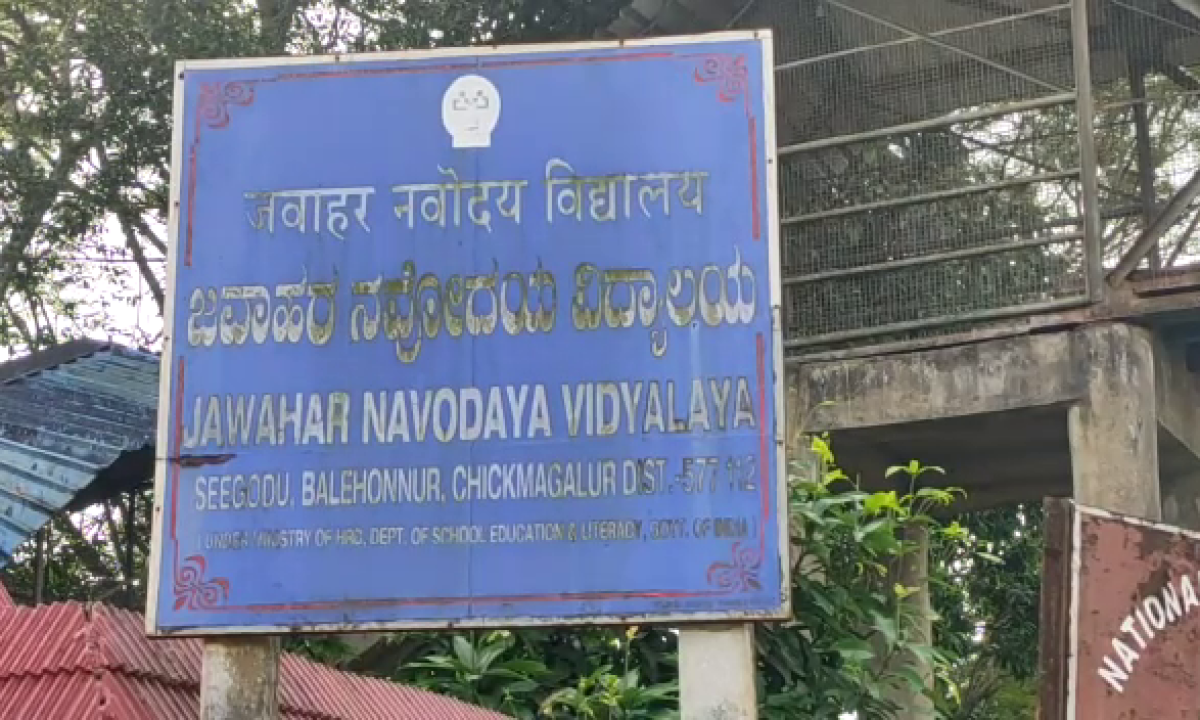 जवाहर नवोदय विद्यालय
ಜವಾಹರ ನವೋದಯ ವಿದ್ಯಾಲಯ
JAWAHAR NAVODAYA VIDYALAYA
SEEGODU, BALEHONNUR, CHICKMAGALUR DIST.-577 112
( UNDER MINISTRY OF HRD, DEPT. OF SCHOOL EDUCATION & LITERACY, GOVT. OF INDIA )
NATIONAL